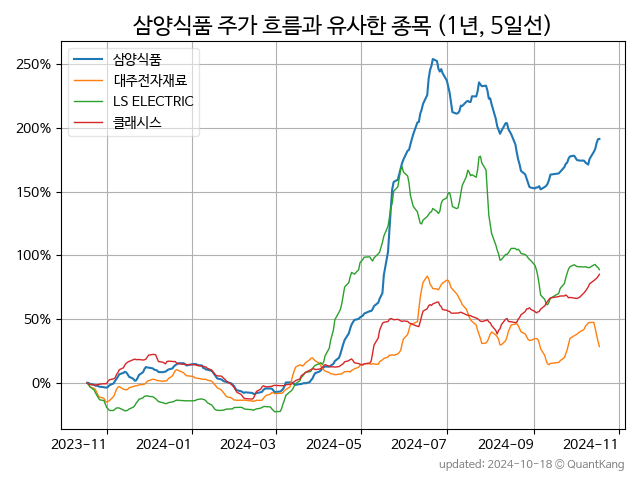 삼양식품 주가 흐름과 유사한 종목 (1년, 5일선)
삼양식품
대주전자재료
LS ELECTRIC
클래시스
250%
200%
150%
100%
50%
0%
2023-11 2024-01 2024-03 2024-05 2024-07 2024-09 2024-11
updated: 2024-10-18 © QuantKang